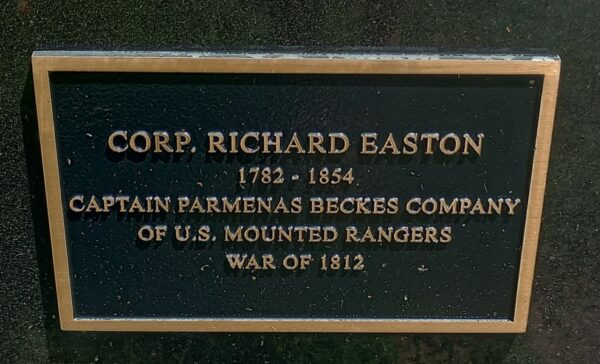 CORP. RICHARD EASTON
1782 - 1854
CAPTAIN PARMENAS BECKES COMPANY
OF U.S. MOUNTED RANGERS
WAR OF 1812